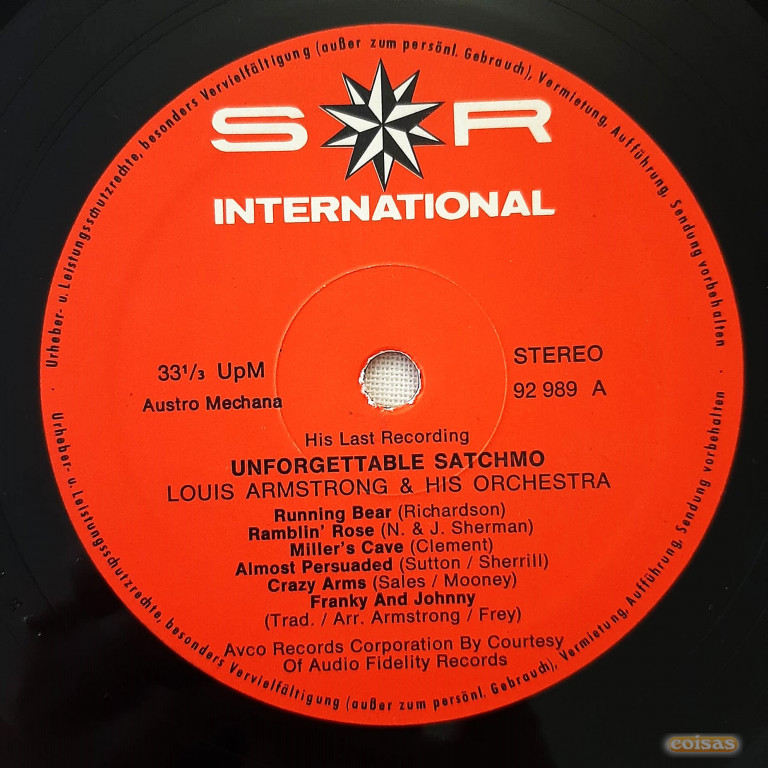 Urheber- u. Leistungsschutzrechte, besonders Vervielfältigung (außer zum persönl. Gebrauch), Vermietung, Aufführung, Sendung vorbehalten
S R
INTERNATIONAL
33 1/3 UpM
STEREO
Austro Mechana
92 989 A
His Last Recording
UNFORGETTABLE SATCHMO
LOUIS ARMSTRONG & HIS ORCHESTRA
Running Bear (Richardson)
Ramblin' Rose (N. & J. Sherman)
Miller's Cave (Clement)
Almost Persuaded (Sutton / Sherrill)
Crazy Arms (Sales / Mooney)
Franky And Johnny
(Trad. / Arr. Armstrong / Frey)
Avco Records Corporation By Courtesy
Of Audio Fidelity Records
Urheber- u. Leistungsschutzrechte, besonders Vervielfältigung (außer zum persönl. Gebrauch), Vermietung, Aufführung, Sendung vorbehalten
coisas